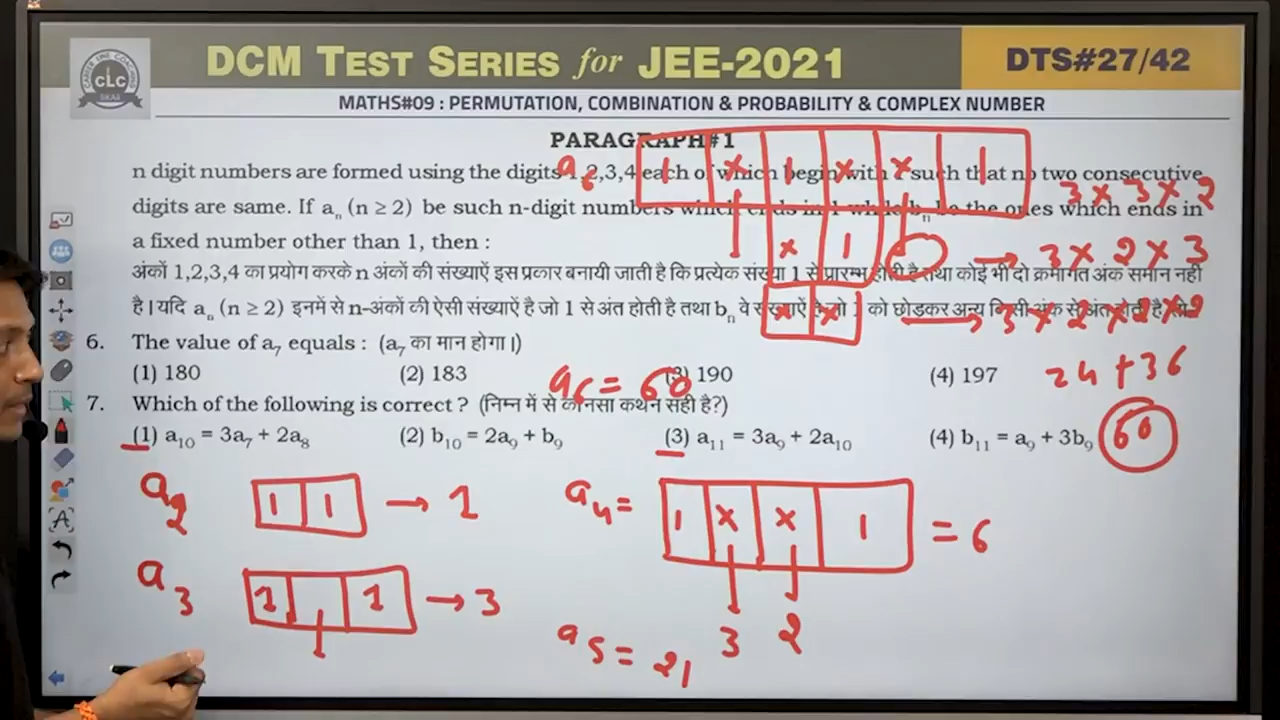 DCM TEST SERIES for JEE-2021
DTS#27/42
CLC
SIKAR
MATHS#09 : PERMUTATION, COMBINATION & PROBABILITY & COMPLEX NUMBER
PARAGRAPH#1
n digit numbers are formed using the digits 1,2,3,4 each of which begin with 1 such that no two consecutive
digits are same. If aₙ (n ≥ 2) be such n-digit numbers which ends in 1 while bₙ be the ones which ends in
a fixed number other than 1, then :
अंकों 1,2,3,4 का प्रयोग करके n अंकों की संख्याऐं इस प्रकार बनायी जाती है कि प्रत्येक संख्या 1 से प्रारम्भ होती है तथा कोई भी दो क्रमागत अंक समान नहीं
है। यदि aₙ (n ≥ 2) इनमें से n-अंकों की ऐसी संख्याऐं है जो 1 से अंत होती है तथा bₙ वे संख्याऐं है जो 1 को छोड़कर अन्य किसी अंक से अंत होती है, तो
6. The value of a₇ equals : (a₇ का मान होगा।)
(1) 180 (2) 183 (3) 190 (4) 197
7. Which of the following is correct ? (निम्न में से कौनसा कथन सही है?)
(1) a₁₀ = 3a₇ + 2a₈ (2) b₁₀ = 2a₉ + b₉ (3) a₁₁ = 3a₉ + 2a₁₀ (4) b₁₁ = a₉ + 3b₉
a₆ 1 × 1 × × 1
3 × 3 × 2
× 1 → 3 × 2 × 3
× × → 3 × 2 × 2 × 2
24 + 36
60
a₆ = 60
a₂ 1 1 → 1
a₃ 1 1 → 3
a₄ = 1 × × 1 = 6
3 2
a₅ = 21